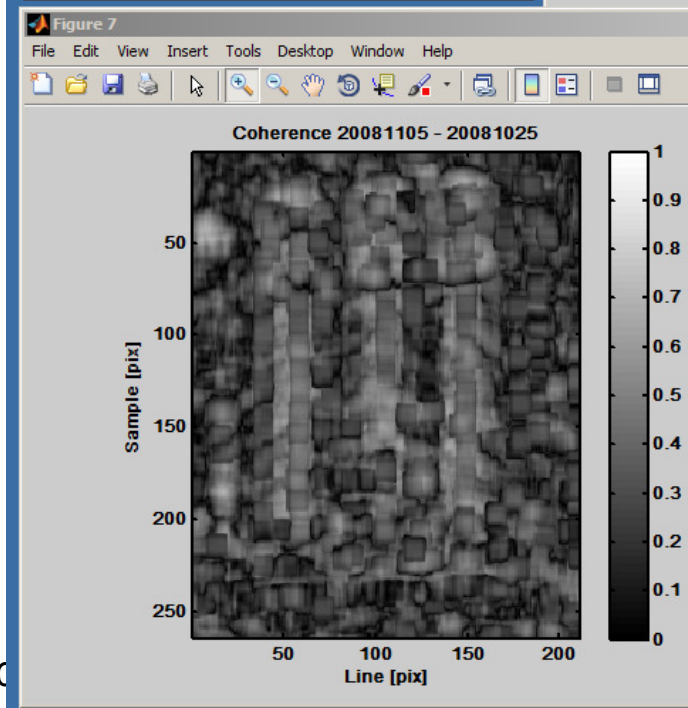 Figure 7
File Edit View Insert Tools Desktop Window Help
Coherence 20081105 - 20081025
50
100
150
200
250
Sample [pix]
50 100 150 200
Line [pix]
1
0.9
0.8
0.7
0.6
0.5
0.4
0.3
0.2
0.1
0